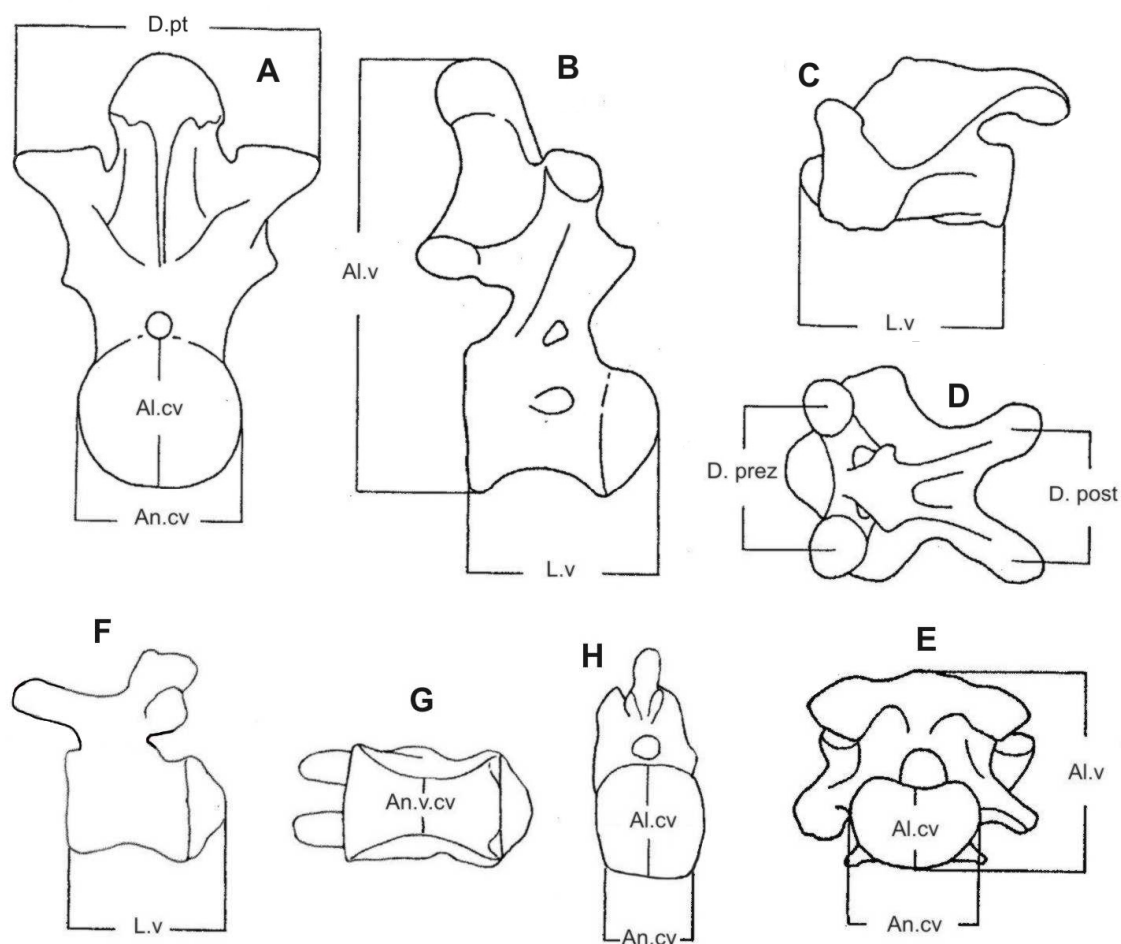 D.pt
A
B
C
Al.v
L.v
Al.cv
An.cv
L.v
D
D. prez
D. post
F
G
H
E
An.v.cv
Al.cv
Al.cv
Al.v
L.v
An.cv
An.cv